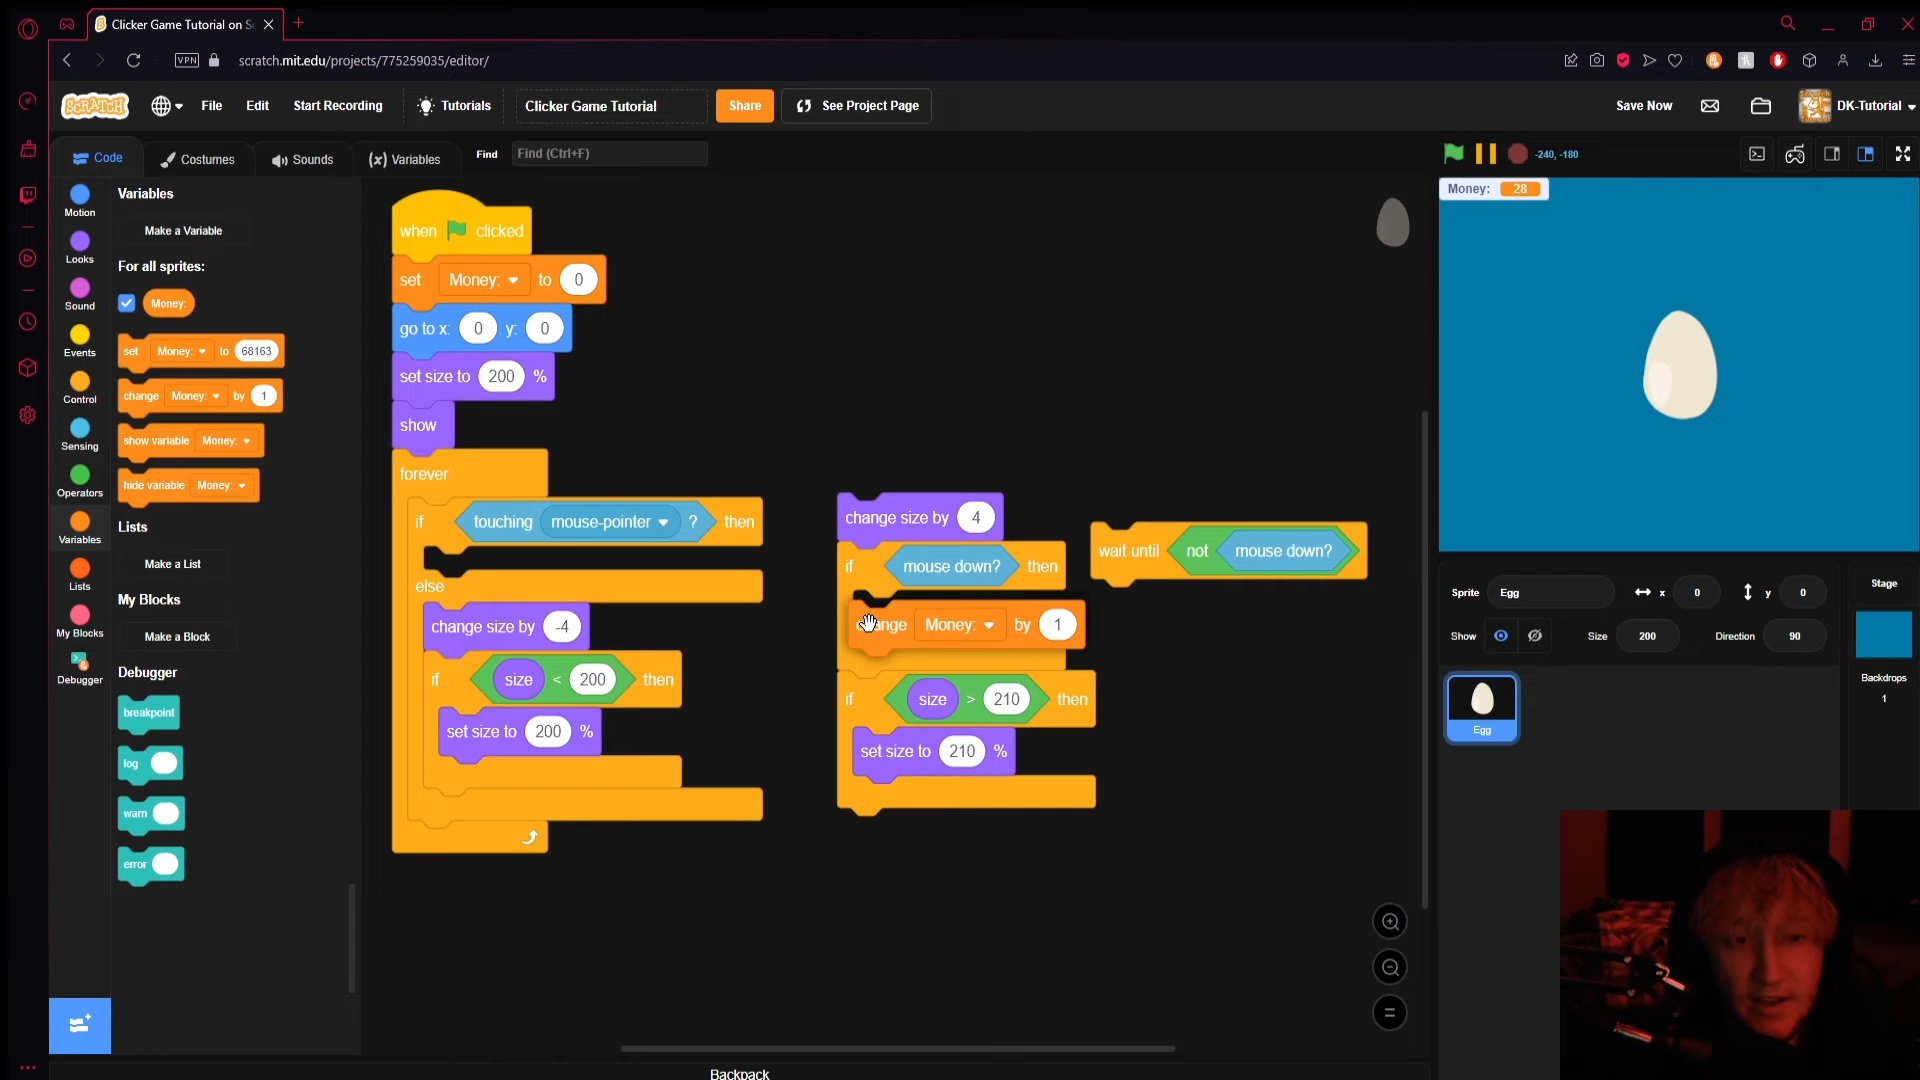 Clicker Game Tutorial on S
VPN
scratch.mit.edu/projects/775259035/editor/
SCRATCH
File
Edit
Start Recording
Tutorials
Clicker Game Tutorial
Share
See Project Page
Save Now
DK-Tutorial
Code
Costumes
Sounds
(x) Variables
Find
Find (Ctrl+F)
-240, -180
Motion
Looks
Sound
Events
Control
Sensing
Operators
Variables
Lists
My Blocks
Debugger
Variables
Make a Variable
For all sprites:
Money:
set Money: to 68163
change Money: by 1
show variable Money:
hide variable Money:
Lists
Make a List
My Blocks
Make a Block
Debugger
breakpoint
log
warn
error
when clicked
set Money: to 0
go to x: 0 y: 0
set size to 200 %
show
forever
if touching mouse-pointer ? then
else
change size by -4
if size < 200 then
set size to 200 %
change size by 4
if mouse down? then
ange Money: by 1
if size > 210 then
set size to 210 %
wait until not mouse down?
Backpack
Money: 28
Sprite Egg x 0 y 0
Show Size 200 Direction 90
Egg
Stage
Backdrops
1